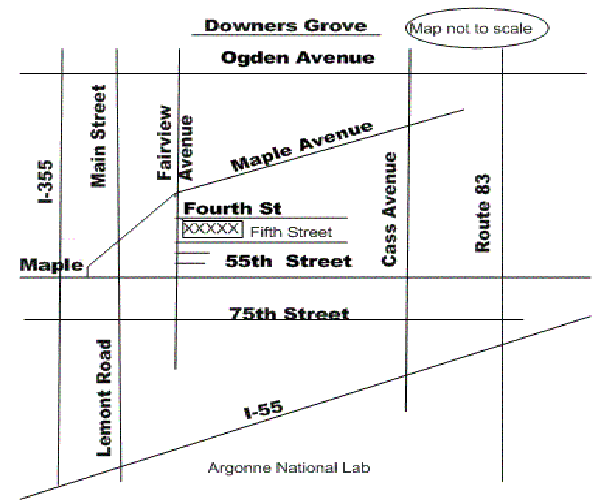 Downers Grove
Map not to scale
Ogden Avenue
I-355
Main Street
Fairview
Avenue
Maple Avenue
Cass Avenue
Route 83
Fourth St
XXXXX
Fifth Street
55th Street
Maple
75th Street
Lemont Road
I-55
Argonne National Lab